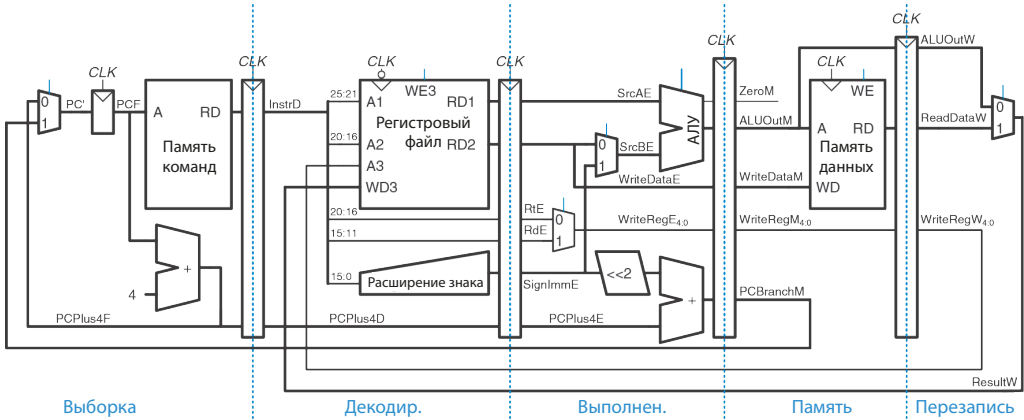 CLK
CLK
CLK
CLK
CLK
CLK
CLK
0
1
PC'
PCF
A
RD
Память
команд
InstrD
25:21
20:16
20:16
15:11
15:0
A1
A2
A3
WD3
WE3
RD1
RD2
Регистровый
файл
Расширение знака
RtE
RdE
SignImmE
SrcAE
0
1
SrcBE
WriteDataE
0
1
WriteRegE4:0
<<2
АЛУ
+
ZeroM
ALUOutM
WriteDataM
WriteRegM4:0
PCBranchM
A
RD
WE
WD
Память
данных
ALUOutW
ReadDataW
WriteRegW4:0
0
1
+
4
PCPlus4F
PCPlus4D
PCPlus4E
ResultW
Выборка
Декодир.
Выполнен.
Память
Перезапись